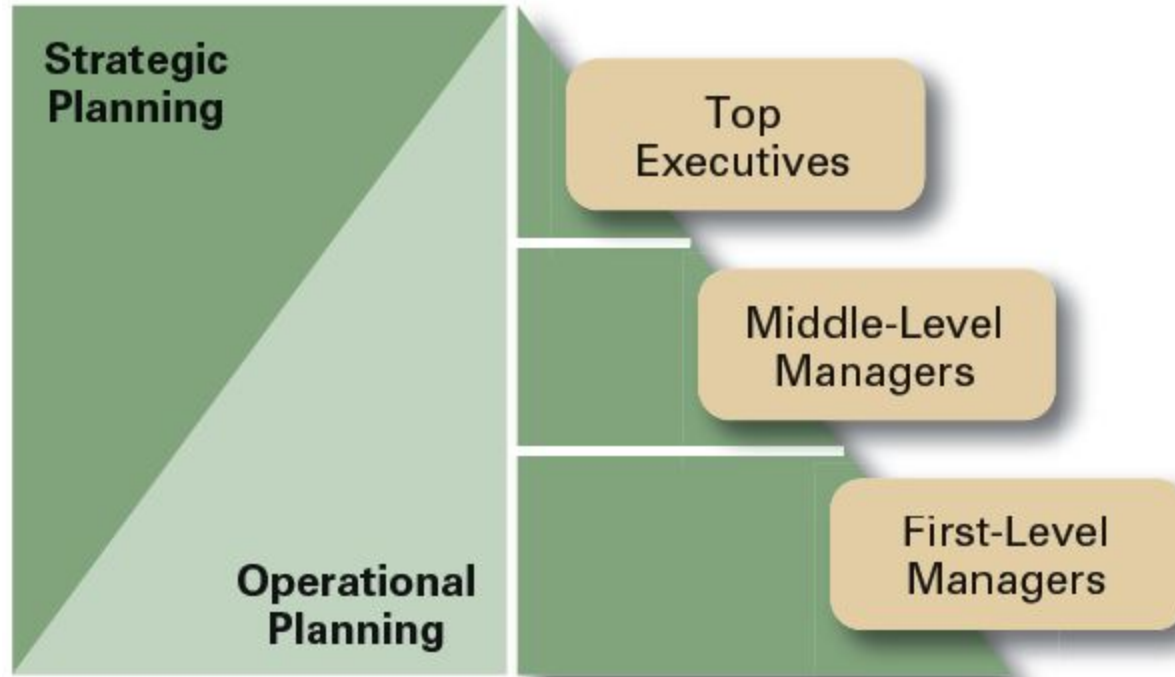 Strategic
Planning
Top
Executives
Middle-Level
Managers
First-Level
Managers
Operational
Planning